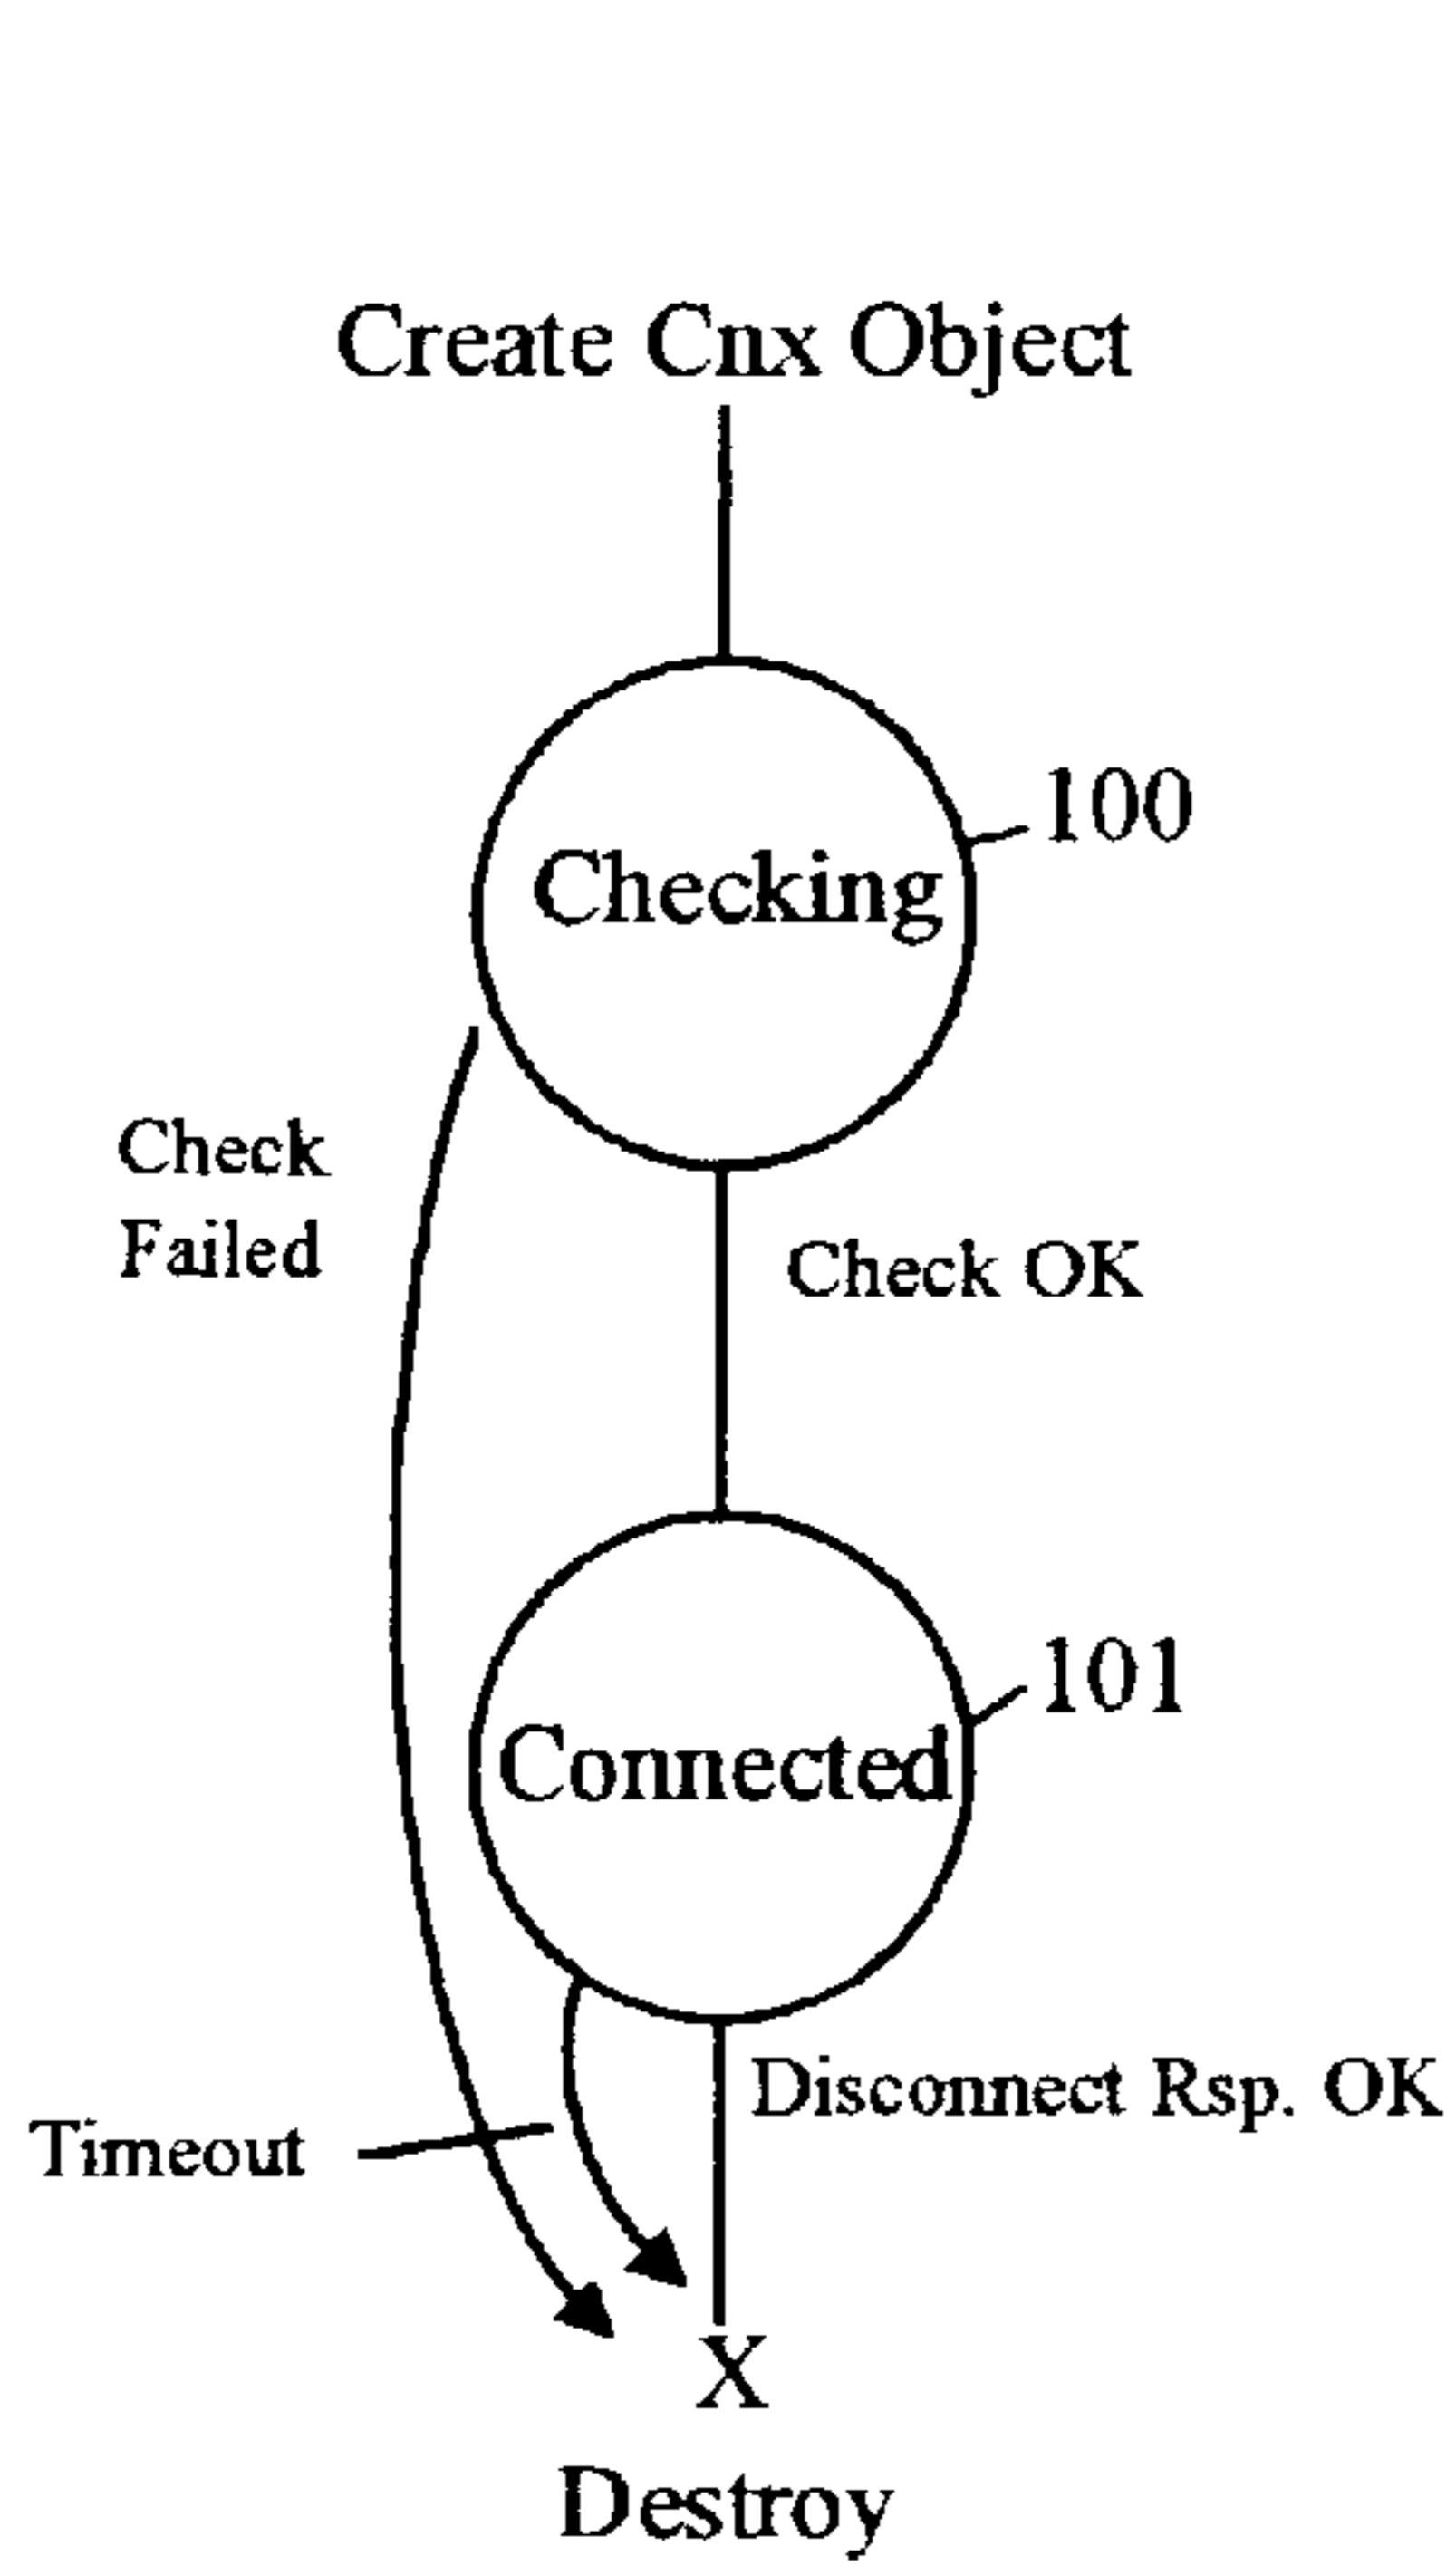 Create Cnx Object
100
Checking
Check
Failed
Check OK
101
Connected
Disconnect Rsp. OK
Timeout
X
Destroy